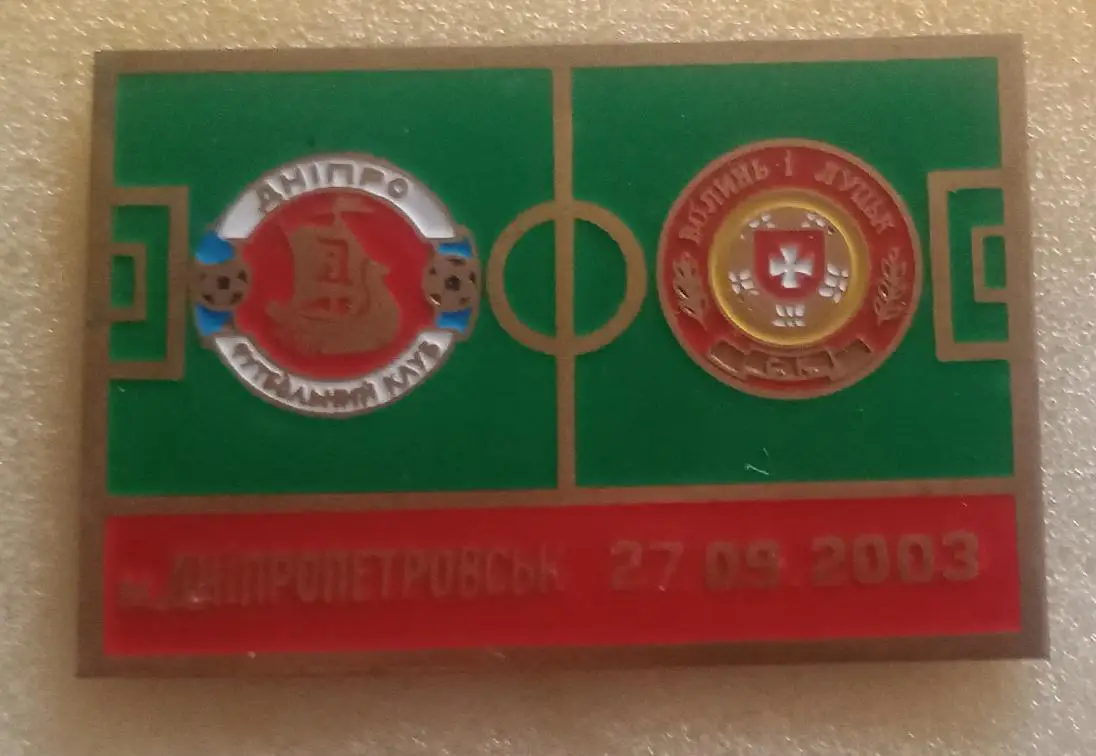 ДНІПРО
ФУТБОЛЬНИЙ КЛУБ
ВОЛИНЬ·І ЛУЦЬК
ДНІПРОПЕТРОВСЬК 27.09.2003